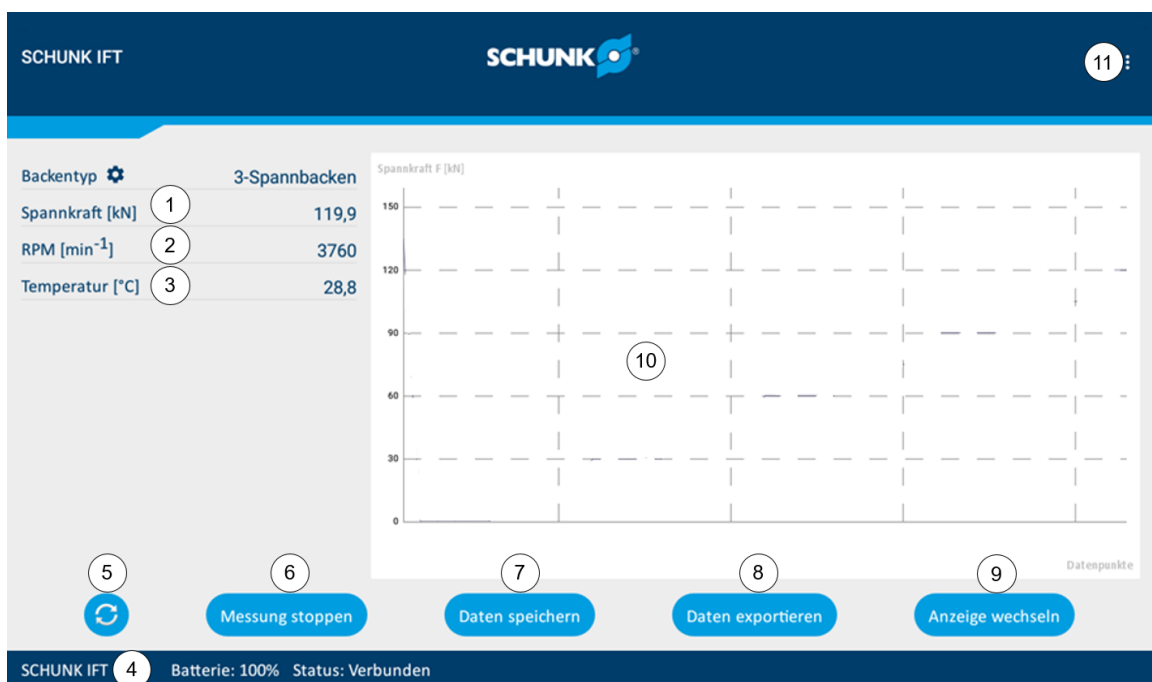 SCHUNK IFT
SCHUNK
11
Backentyp 3-Spannbacken
Spannkraft [kN] 1 119,9
RPM [min-1] 2 3760
Temperatur [°C] 3 28,8
Spannkraft F [kN]
150
120
90
60
30
0
10
Datenpunkte
5 6 7 8 9
Messung stoppen Daten speichern Daten exportieren Anzeige wechseln
SCHUNK IFT 4 Batterie: 100% Status: Verbunden